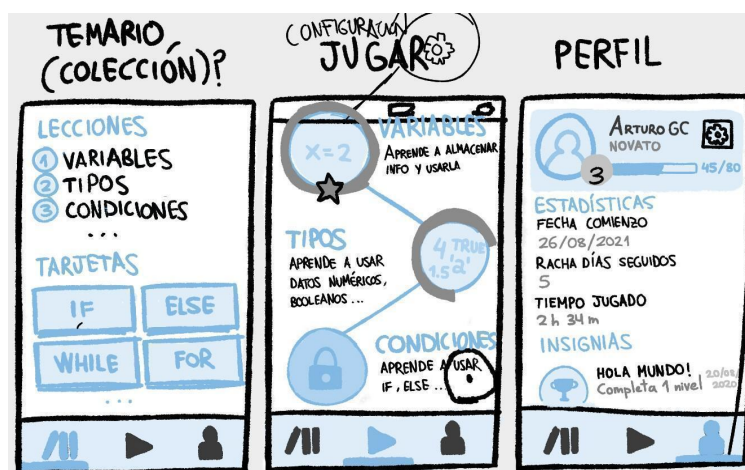 TEMARIO
(COLECCIÓN)?
LECCIONES
1 VARIABLES
2 TIPOS
3 CONDICIONES
...
TARJETAS
IF
ELSE
WHILE
FOR
...
CONFIGURACIÓN
JUGAR
X=2
VARIABLES
APRENDE A ALMACENAR
INFO Y USARLA
TIPOS
APRENDE A USAR
DATOS NUMÉRICOS,
BOOLEANOS...
4 TRUE
1.5 '2'
CONDICIONES
APRENDE A USAR
IF, ELSE...
PERFIL
ARTURO GC
NOVATO
3
45/80
ESTADÍSTICAS
FECHA COMIENZO
26/08/2021
RACHA DÍAS SEGUIDOS
5
TIEMPO JUGADO
2h 34m
INSIGNIAS
HOLA MUNDO!
Completa 1 nivel
20/08/
2020